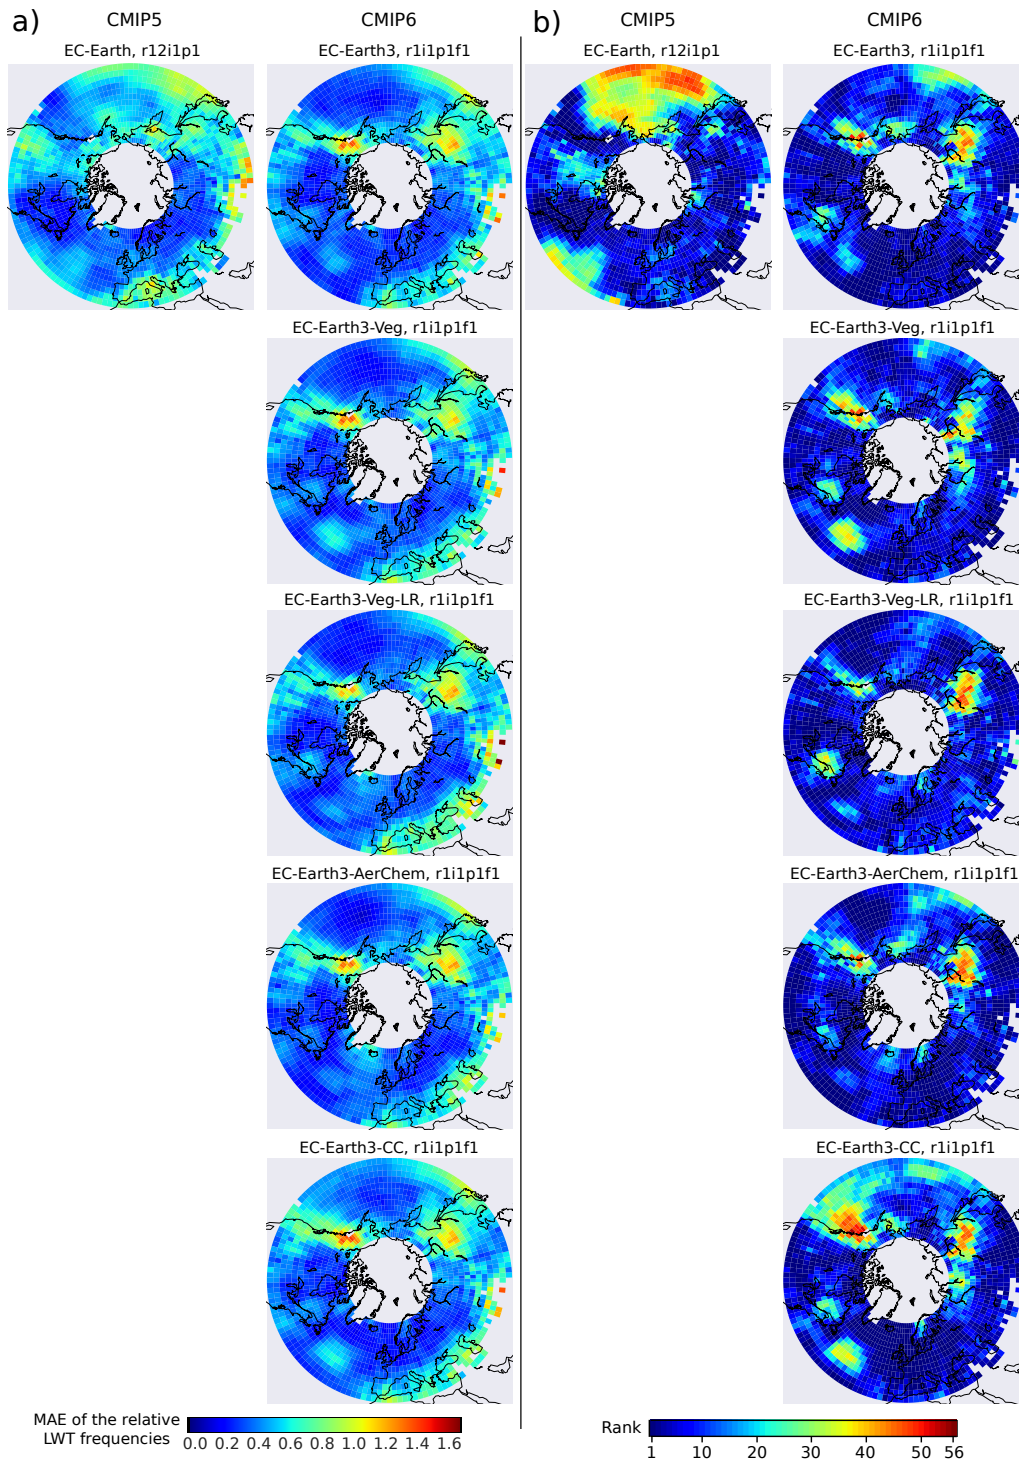 a)
CMIP5
CMIP6
b)
CMIP5
CMIP6
EC-Earth, r12i1p1
EC-Earth3, r1i1p1f1
EC-Earth, r12i1p1
EC-Earth3, r1i1p1f1
EC-Earth3-Veg, r1i1p1f1
EC-Earth3-Veg, r1i1p1f1
EC-Earth3-Veg-LR, r1i1p1f1
EC-Earth3-Veg-LR, r1i1p1f1
EC-Earth3-AerChem, r1i1p1f1
EC-Earth3-AerChem, r1i1p1f1
EC-Earth3-CC, r1i1p1f1
EC-Earth3-CC, r1i1p1f1
MAE of the relative
LWT frequencies
0.0 0.2 0.4 0.6 0.8 1.0 1.2 1.4 1.6
Rank
1 10 20 30 40 50 56